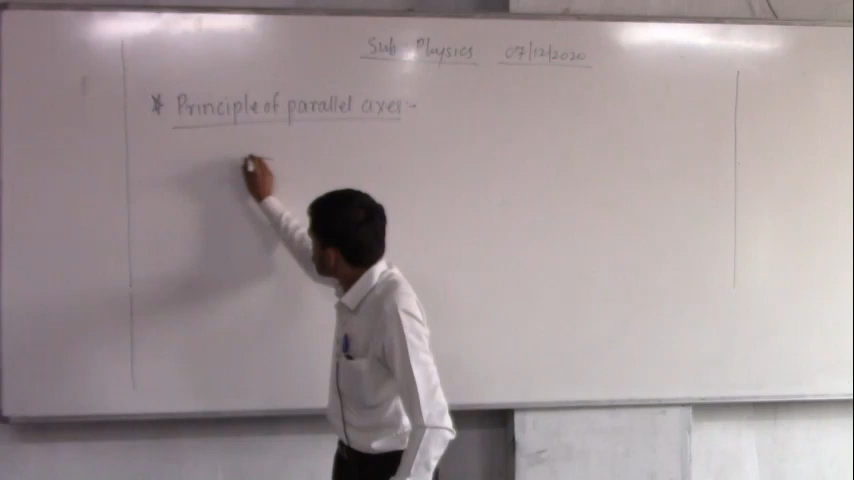 Sub : Physics 07/12/2020
* Principle of parallel axes :-